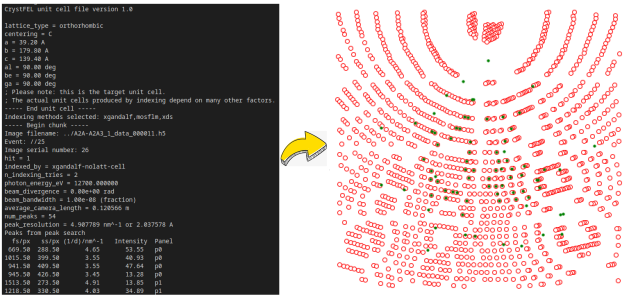 CrystFEL unit cell file version 1.0
lattice_type = orthorhombic
centering = C
a = 39.20 A
b = 179.80 A
c = 139.40 A
al = 90.00 deg
be = 90.00 deg
ga = 90.00 deg
; Please note: this is the target unit cell.
; The actual unit cells produced by indexing depend on many other factors.
----- End unit cell -----
Indexing methods selected: xgandalf,mosflm,xds
----- Begin chunk -----
Image filename: ../A2A-A2A3_1_data_000011.h5
Event: //25
Image serial number: 26
hit = 1
indexed_by = xgandalf-nolatt-cell
n_indexing_tries = 2
photon_energy_eV = 12700.000000
beam_divergence = 0.00e+00 rad
beam_bandwidth = 1.00e-08 (fraction)
average_camera_length = 0.120566 m
num_peaks = 54
peak_resolution = 4.907789 nm^-1 or 2.037578 A
Peaks from peak search
fs/px ss/px (1/d)/nm^-1 Intensity Panel
669.50 288.50 4.65 53.55 p0
1015.50 399.50 3.55 40.93 p0
941.50 409.50 3.55 47.64 p0
945.50 426.50 3.45 13.28 p0
1513.50 273.50 4.91 13.85 p1
1218.50 330.50 4.03 34.89 p1